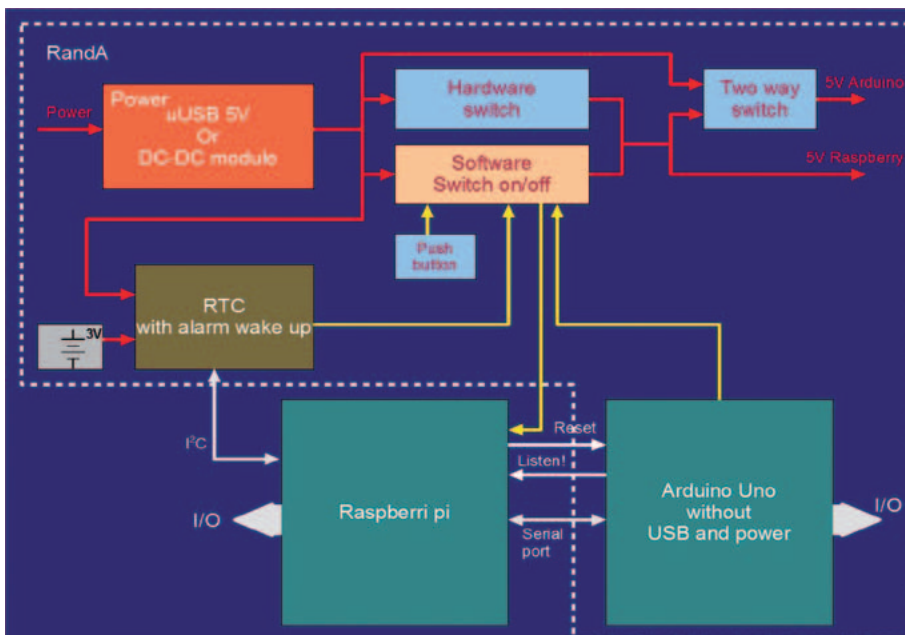 RandA
Power
Power
µUSB 5V
Or
DC-DC module
Hardware
switch
Two way
switch
5V Arduino
5V Raspberry
Software
Switch on/off
Push
button
RTC
with alarm wake up
3V
I²C
Reset
Listen!
Serial
port
I/O
Raspberri pi
Arduino Uno
without
USB and power
I/O